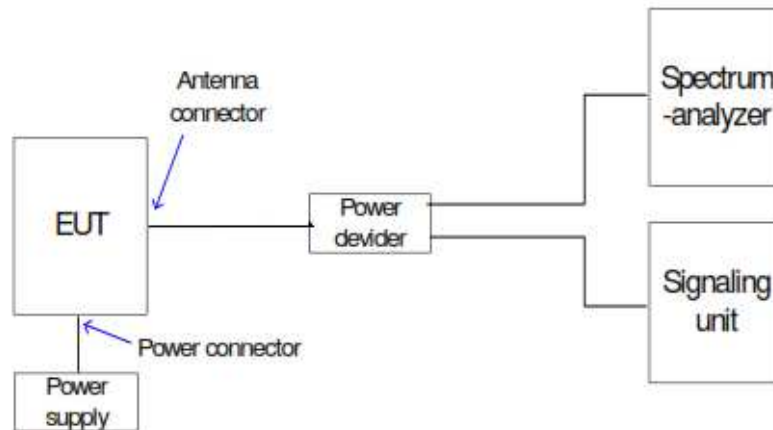 Antenna
connector
EUT
Power connector
Power
supply
Power
devider
Spectrum
-analyzer
Signaling
unit